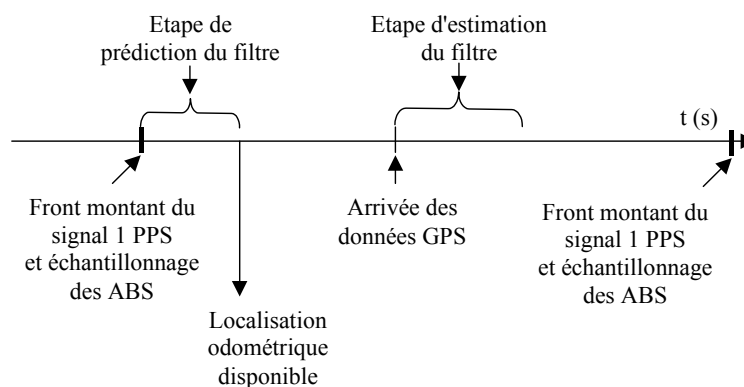 Etape de
prédiction du filtre
Etape d'estimation
du filtre
t (s)
Front montant du
signal 1 PPS
et échantillonnage
des ABS
Arrivée des
données GPS
Front montant du
signal 1 PPS
et échantillonnage
des ABS
Localisation
odométrique
disponible